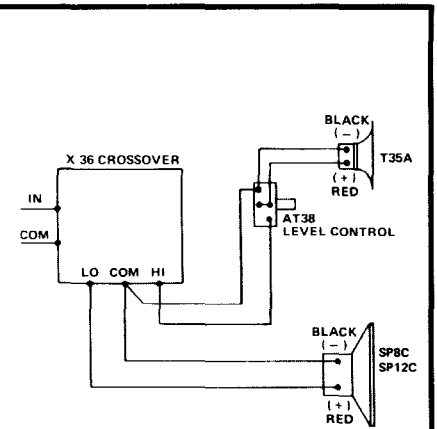 BLACK
(−)
T35A
(+)
RED
X 36 CROSSOVER
IN
COM
AT38
LEVEL CONTROL
LO COM HI
BLACK
(−)
SP8C
SP12C
(+)
RED